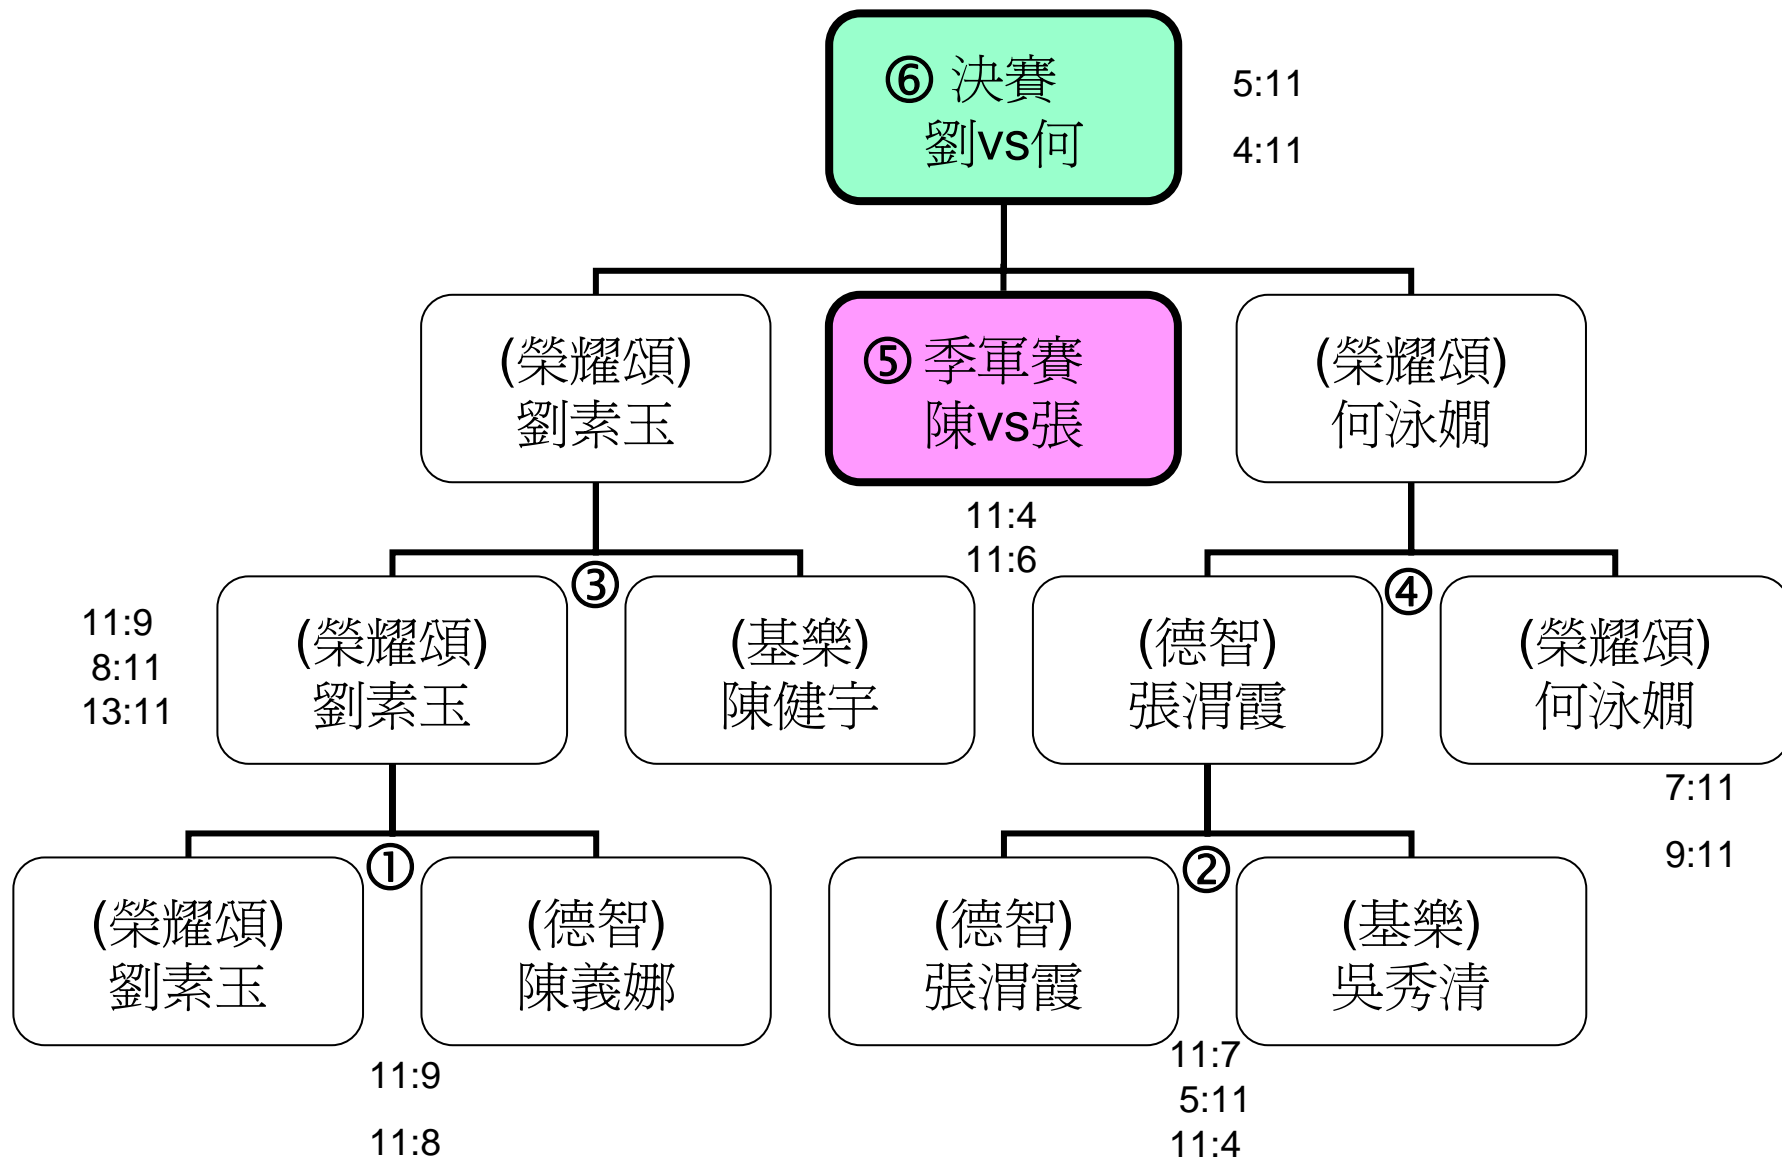 ⑥ 決賽
劉vs何
5:11
4:11
(榮耀頌)
劉素玉
⑤ 季軍賽
陳vs張
(榮耀頌)
何泳嫺
11:4
11:6
③
④
11:9
8:11
13:11
(榮耀頌)
劉素玉
(基樂)
陳健宇
(德智)
張渭霞
(榮耀頌)
何泳嫺
7:11
9:11
①
②
(榮耀頌)
劉素玉
(德智)
陳義娜
(德智)
張渭霞
(基樂)
吳秀清
11:9
11:8
11:7
5:11
11:4